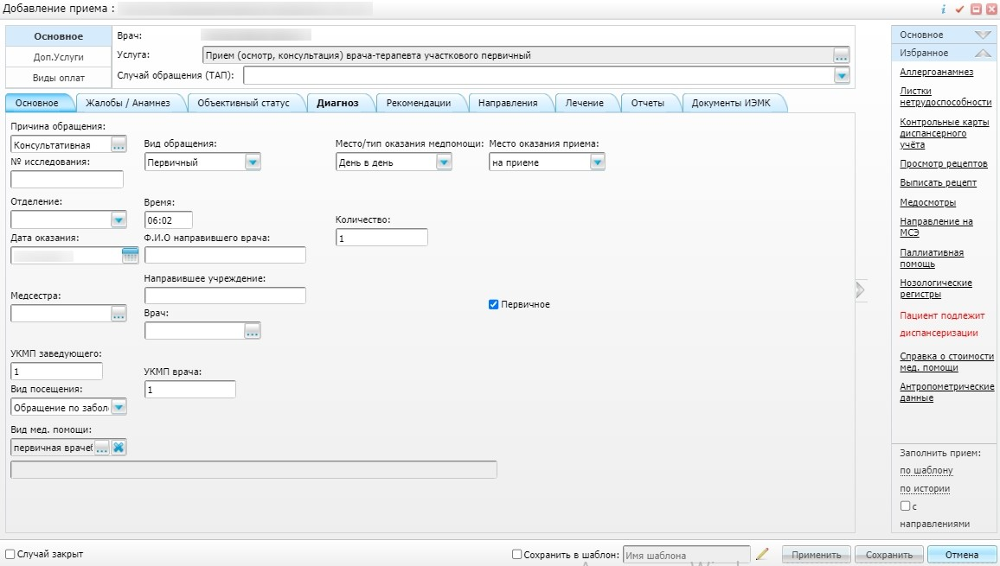 Добавление приема :
Основное
Доп.Услуги
Виды оплат
Врач:
Услуга: Прием (осмотр, консультация) врача-терапевта участкового первичный ...
Случай обращения (ТАП):
Основное Жалобы / Анамнез Объективный статус Диагноз Рекомендации Направления Лечение Отчеты Документы ИЭМК
Причина обращения:
Консультативная ...
Вид обращения:
Первичный
Место/тип оказания медпомощи:
День в день
Место оказания приема:
на приеме
№ исследования:
Отделение:
Время:
06:02
Количество:
1
Дата оказания:
Ф.И.О направившего врача:
Направившее учреждение:
Медсестра:
...
Врач:
...
Первичное
УКМП заведующего:
1
УКМП врача:
1
Вид посещения:
Обращение по забол
Вид мед. помощи:
первичная врачеб ...
Основное
Избранное
Аллергоанамнез
Листки
нетрудоспособности
Контрольные карты
диспансерного
учёта
Просмотр рецептов
Выписать рецепт
Медосмотры
Направление на
МСЭ
Паллиативная
помощь
Нозологические
регистры
Пациент подлежит
диспансеризации
Справка о стоимости
мед. помощи
Антропометрические
данные
Заполнить прием:
по шаблону
по истории
с
направлениями
Случай закрыт
Сохранить в шаблон: Имя шаблона
Применить Сохранить Отмена